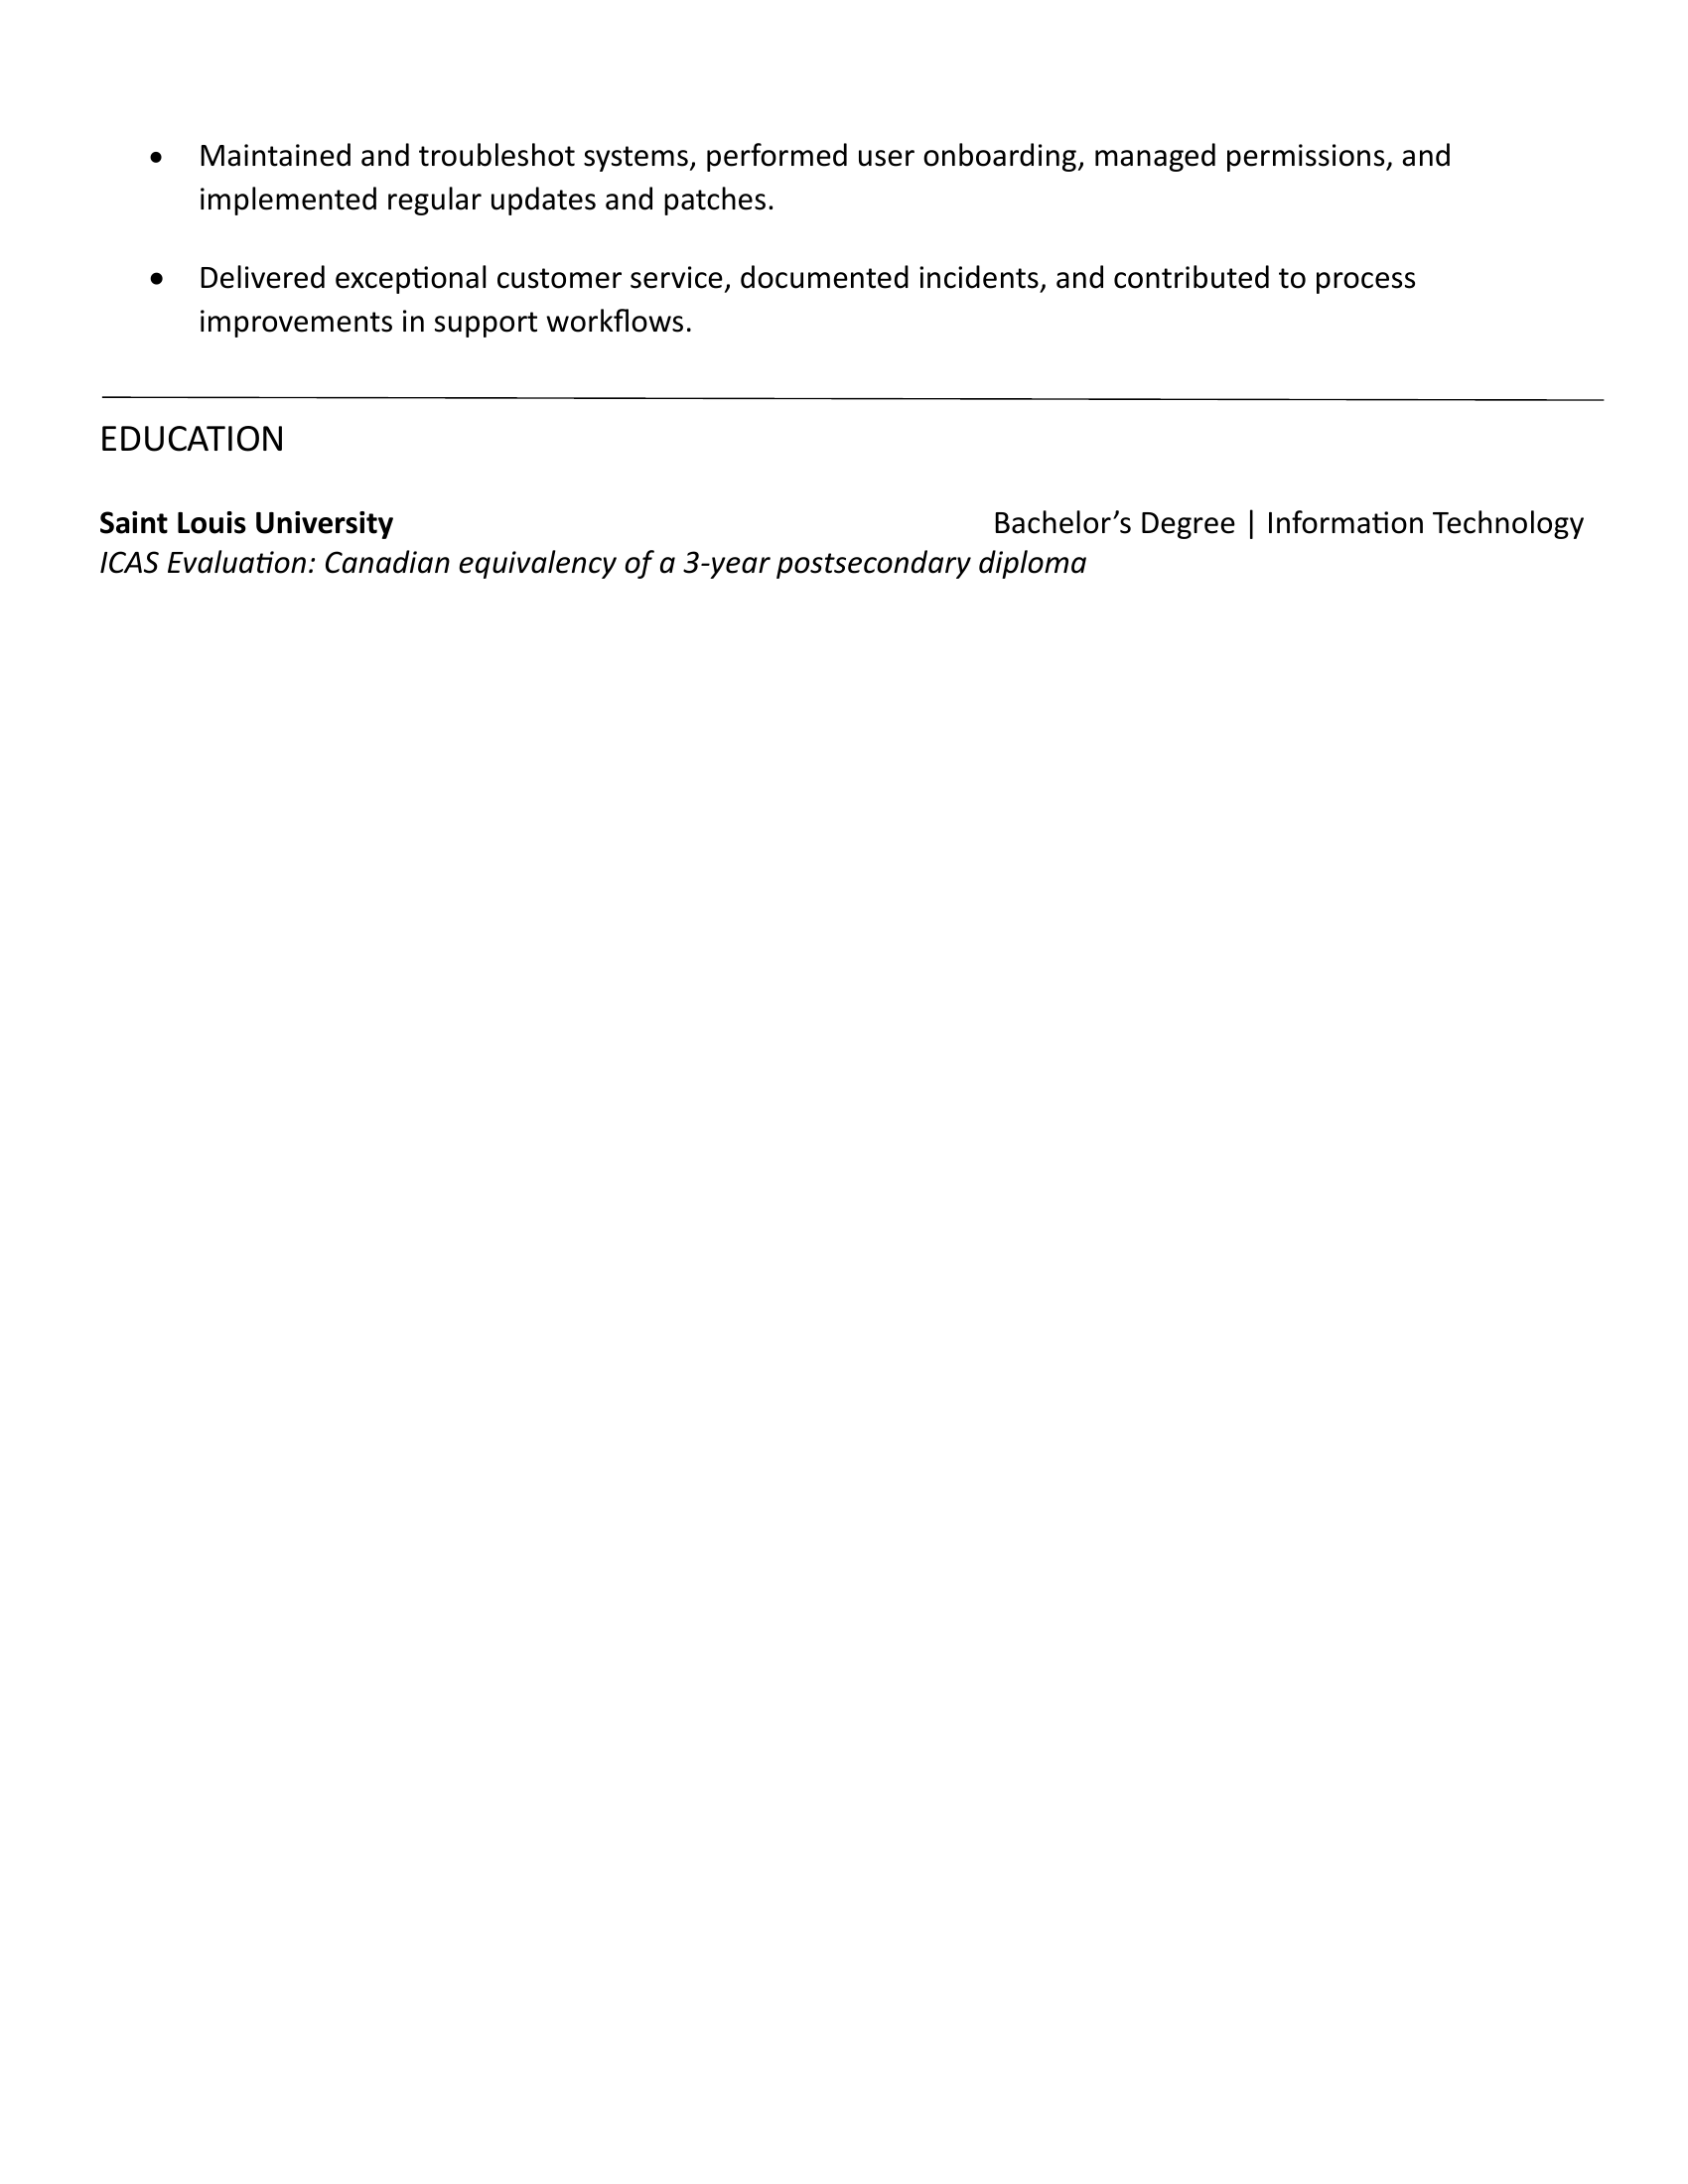 • Maintained and troubleshot systems, performed user onboarding, managed permissions, and
implemented regular updates and patches.
• Delivered exceptional customer service, documented incidents, and contributed to process
improvements in support workflows.
EDUCATION
Saint Louis University Bachelor’s Degree | Information Technology
ICAS Evaluation: Canadian equivalency of a 3-year postsecondary diploma